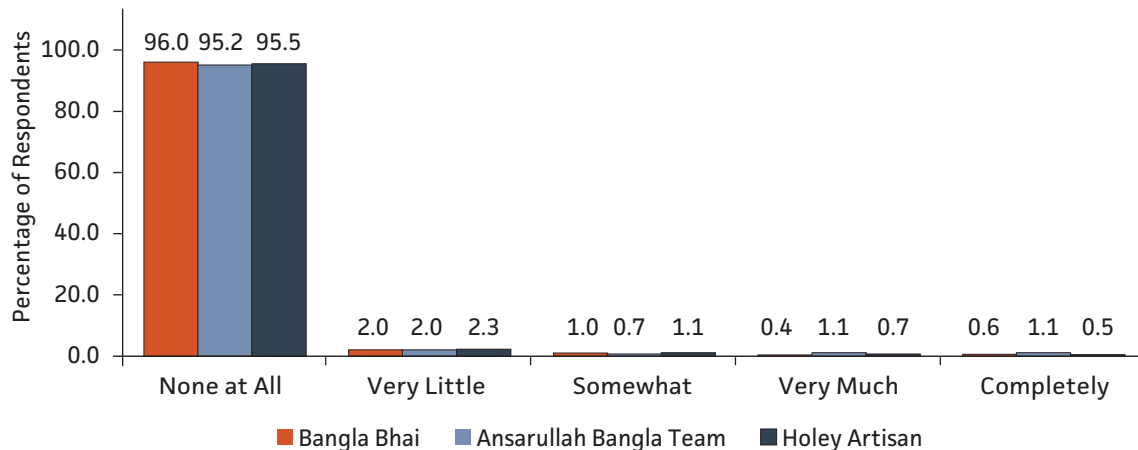 Percentage of Respondents
100.0
80.0
60.0
40.0
20.0
0.0
96.0 95.2 95.5
2.0 2.0 2.3
1.0 0.7 1.1
0.4 1.1 0.7
0.6 1.1 0.5
None at All Very Little Somewhat Very Much Completely
Bangla Bhai Ansarullah Bangla Team Holey Artisan